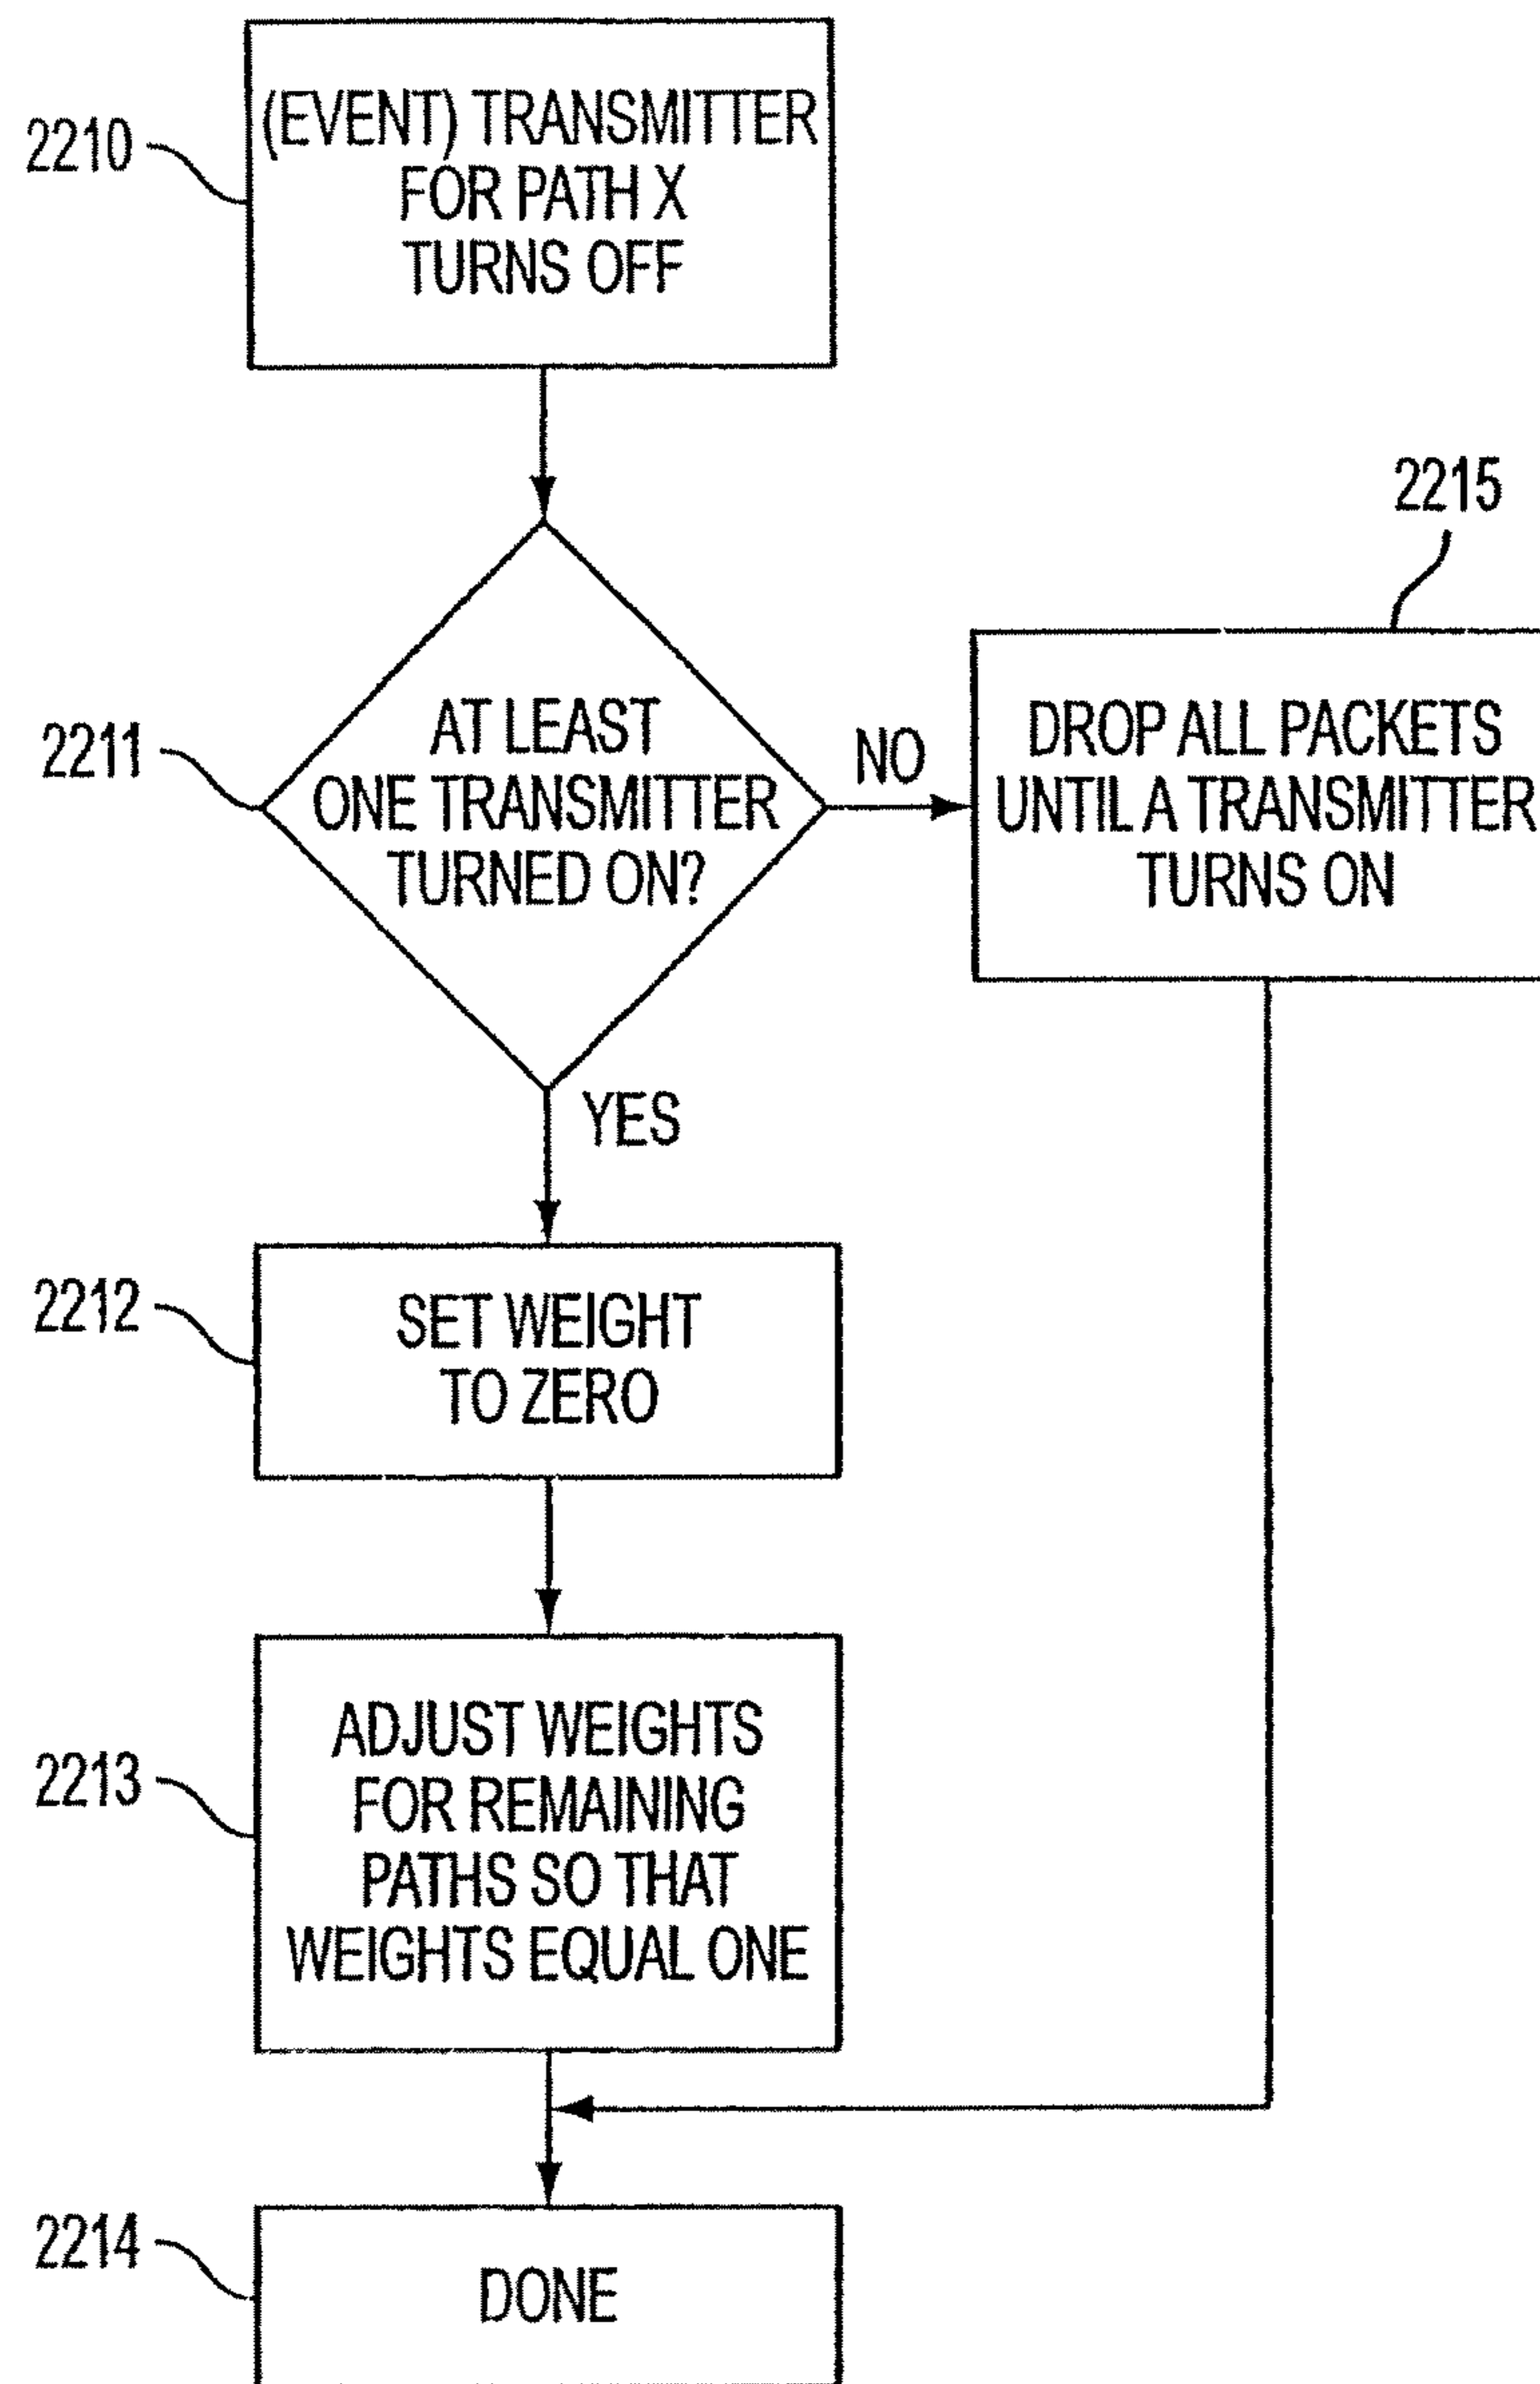 2210
(EVENT) TRANSMITTER
FOR PATH X
TURNS OFF
2211
AT LEAST
ONE TRANSMITTER
TURNED ON?
NO
2215
DROP ALL PACKETS
UNTIL A TRANSMITTER
TURNS ON
YES
2212
SET WEIGHT
TO ZERO
2213
ADJUST WEIGHTS
FOR REMAINING
PATHS SO THAT
WEIGHTS EQUAL ONE
2214
DONE